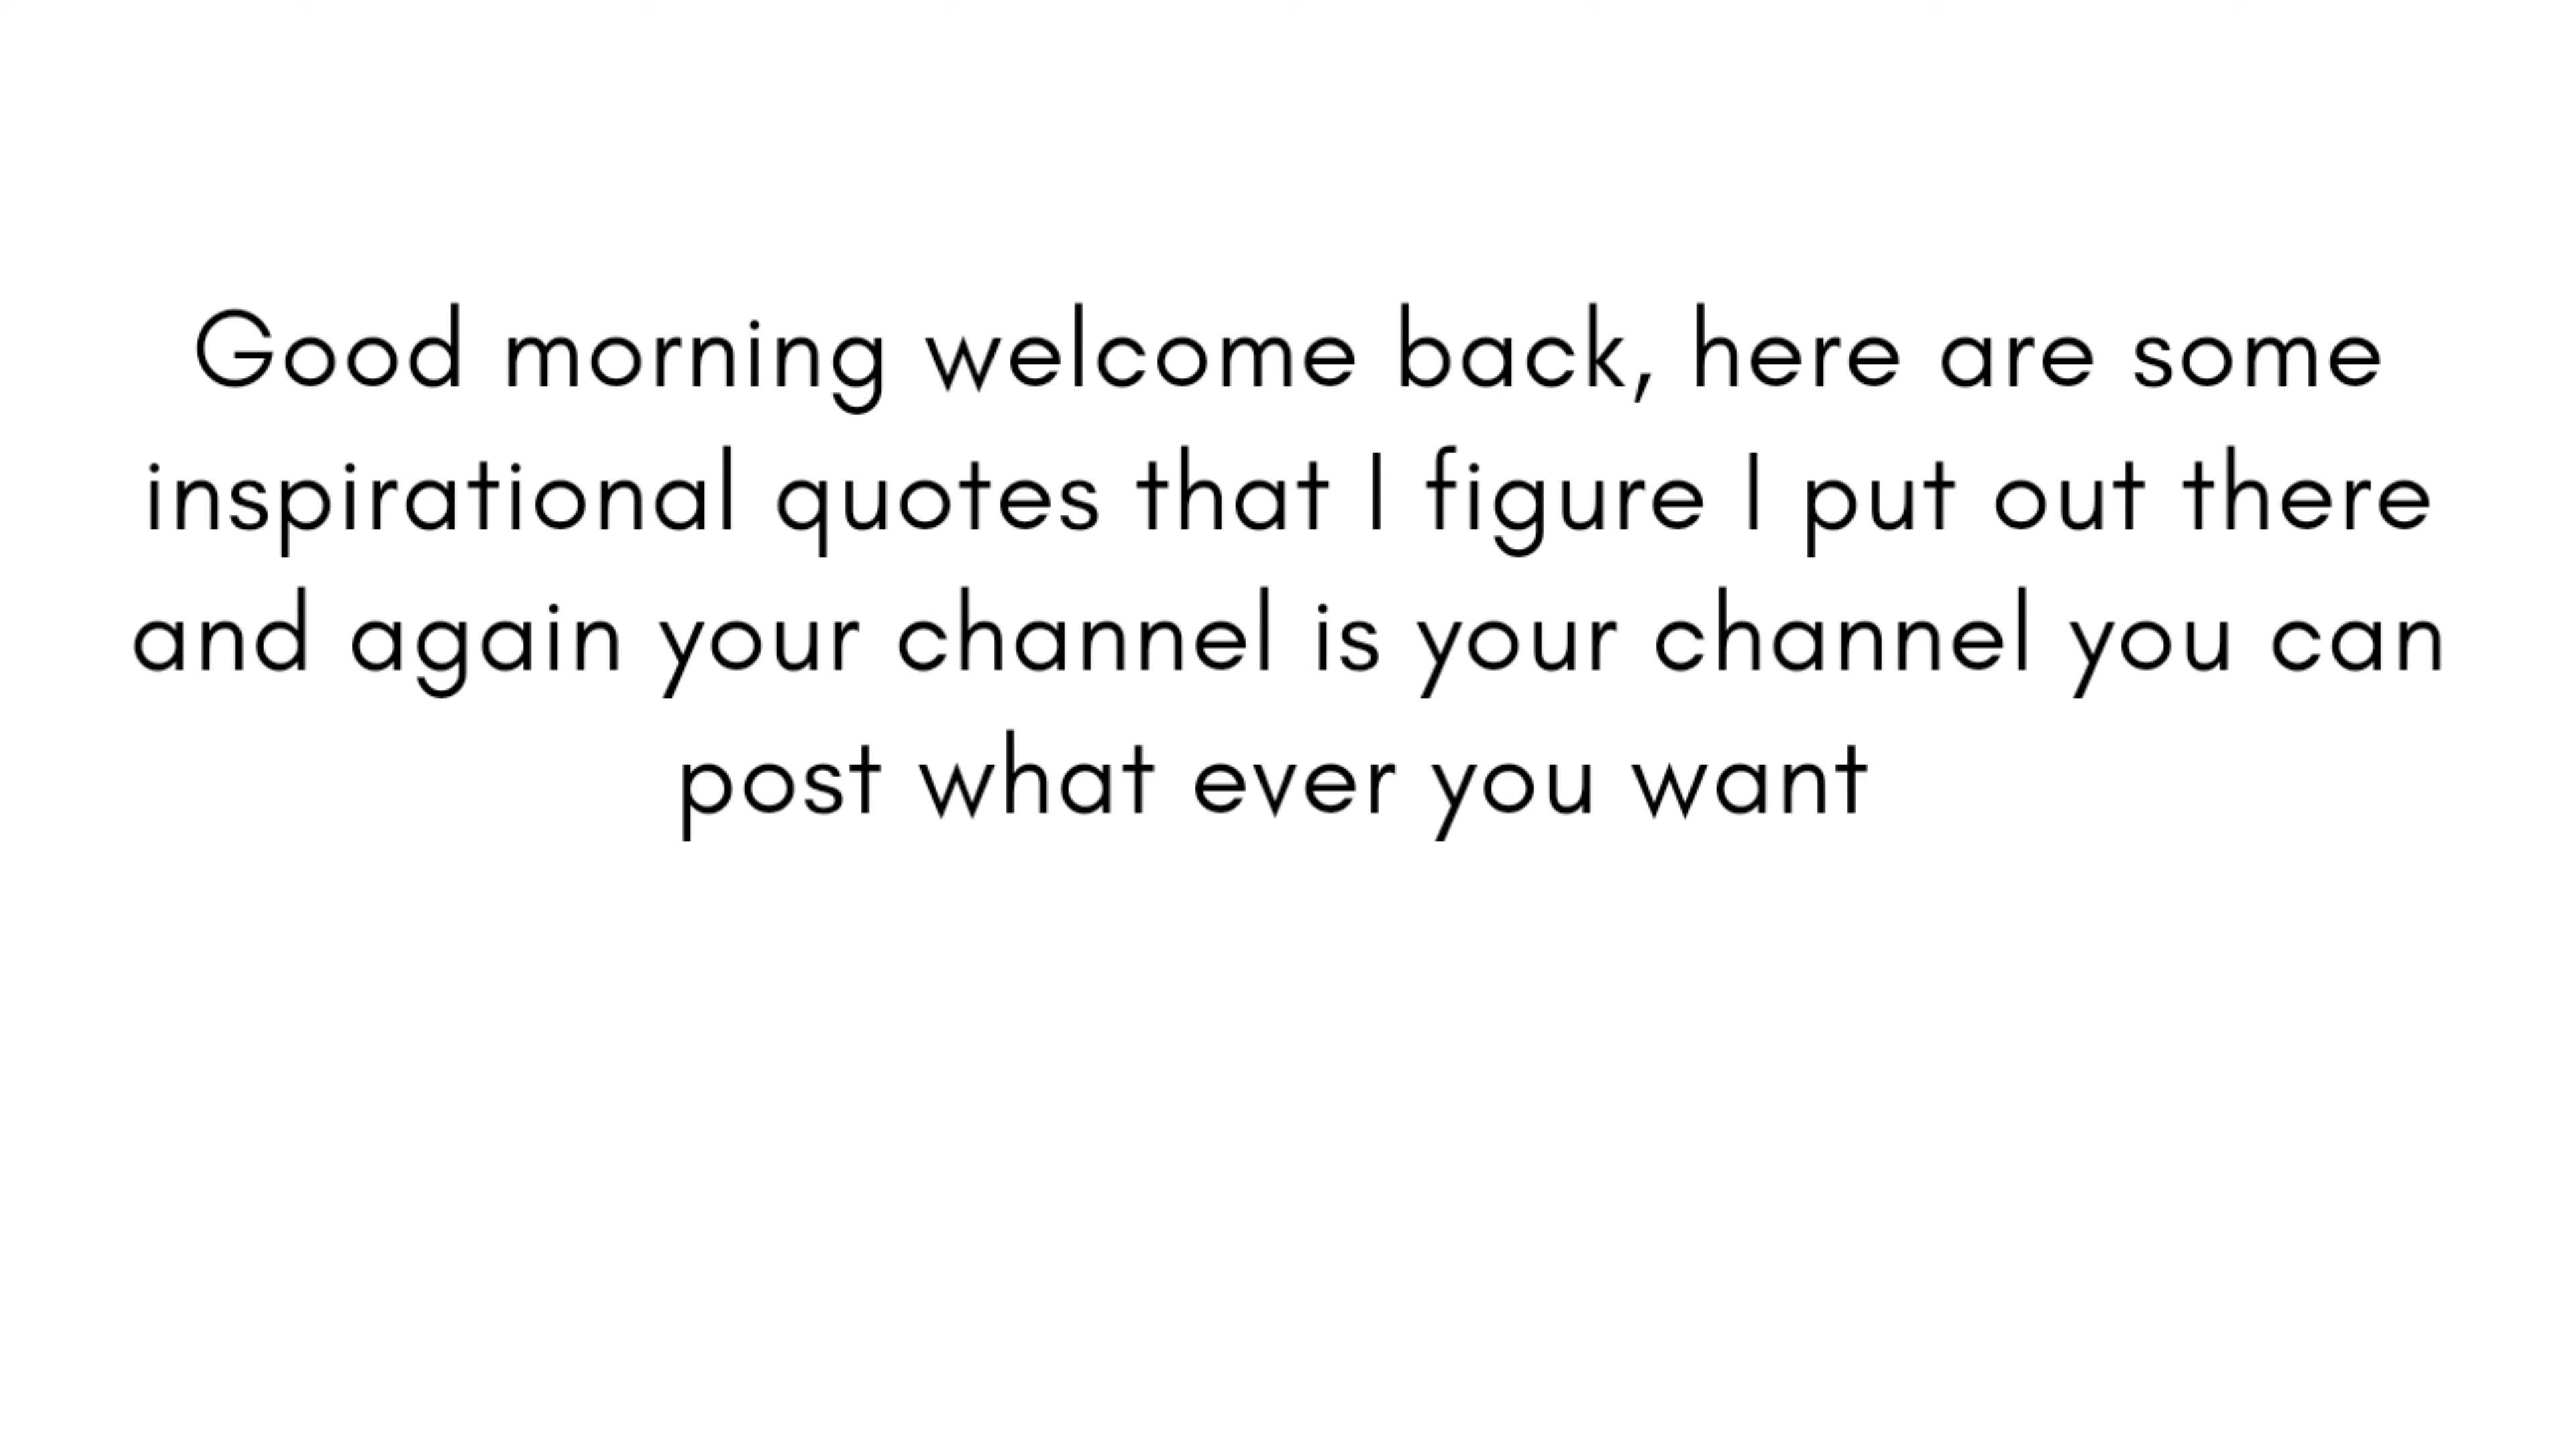 Good morning welcome back, here are some
inspirational quotes that I figure I put out there
and again your channel is your channel you can
post what ever you want